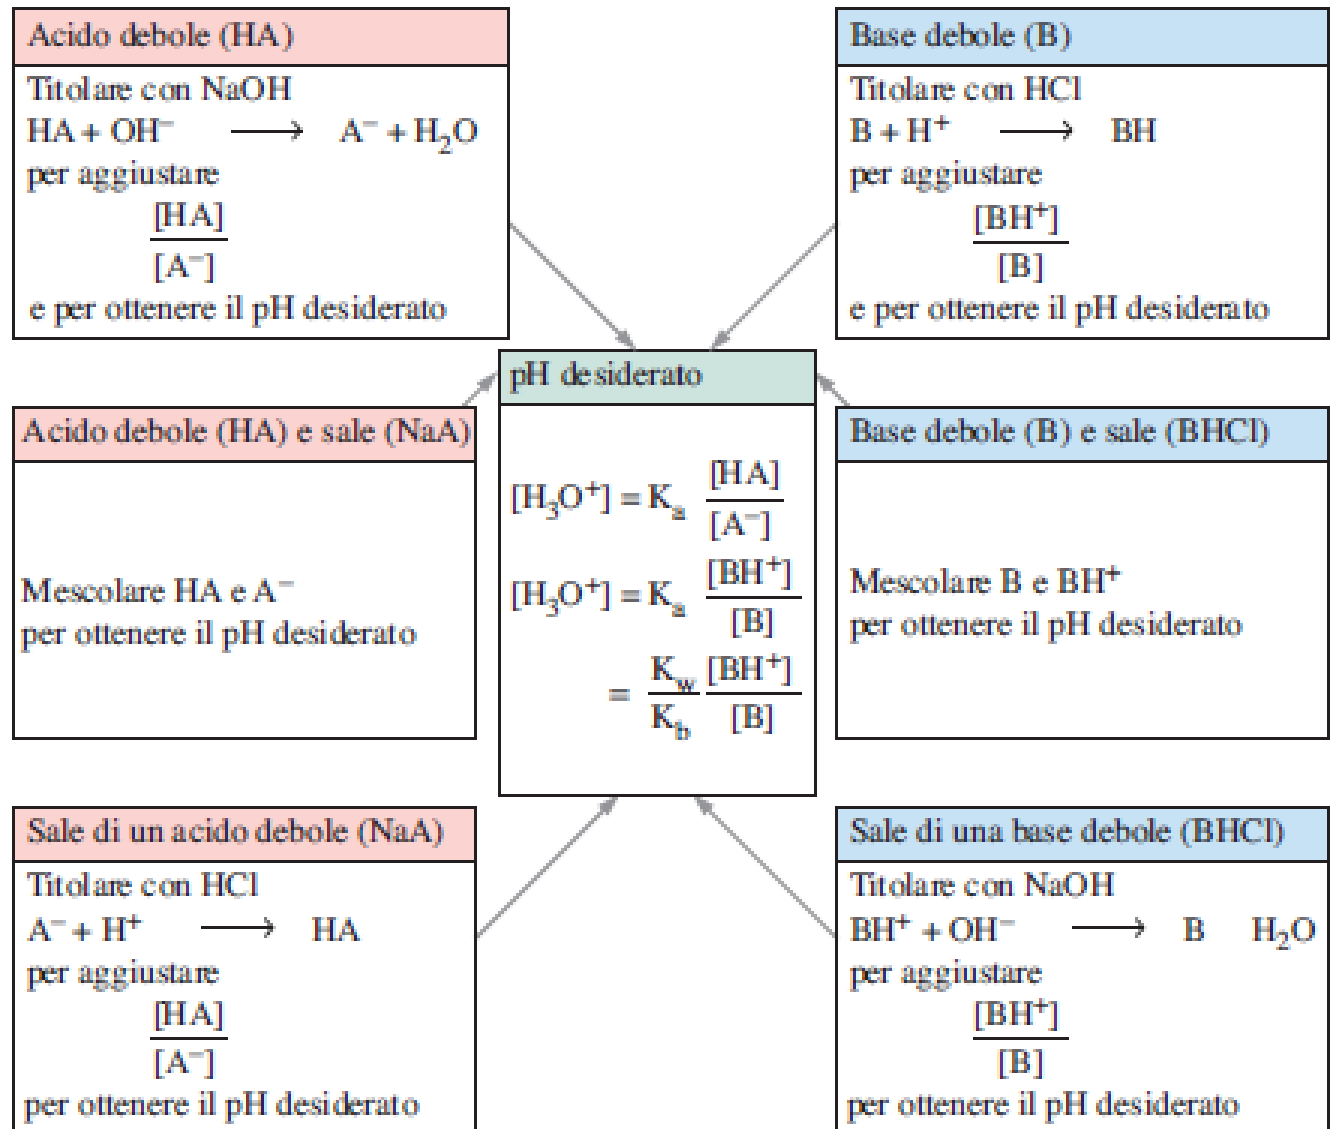 Acido debole (HA)
Titolare con NaOH
HA + OH⁻ ⟶ A⁻ + H₂O
per aggiustare
[HA]
[A⁻]
e per ottenere il pH desiderato
Base debole (B)
Titolare con HCl
B + H⁺ ⟶ BH
per aggiustare
[BH⁺]
[B]
e per ottenere il pH desiderato
Acido debole (HA) e sale (NaA)
Mescolare HA e A⁻
per ottenere il pH desiderato
pH desiderato
[H₃O⁺] = Kₐ [HA]
[A⁻]
[H₃O⁺] = Kₐ [BH⁺]
[B]
= K_w [BH⁺]
K_b [B]
Base debole (B) e sale (BHCl)
Mescolare B e BH⁺
per ottenere il pH desiderato
Sale di un acido debole (NaA)
Titolare con HCl
A⁻ + H⁺ ⟶ HA
per aggiustare
[HA]
[A⁻]
per ottenere il pH desiderato
Sale di una base debole (BHCl)
Titolare con NaOH
BH⁺ + OH⁻ ⟶ B H₂O
per aggiustare
[BH⁺]
[B]
per ottenere il pH desiderato